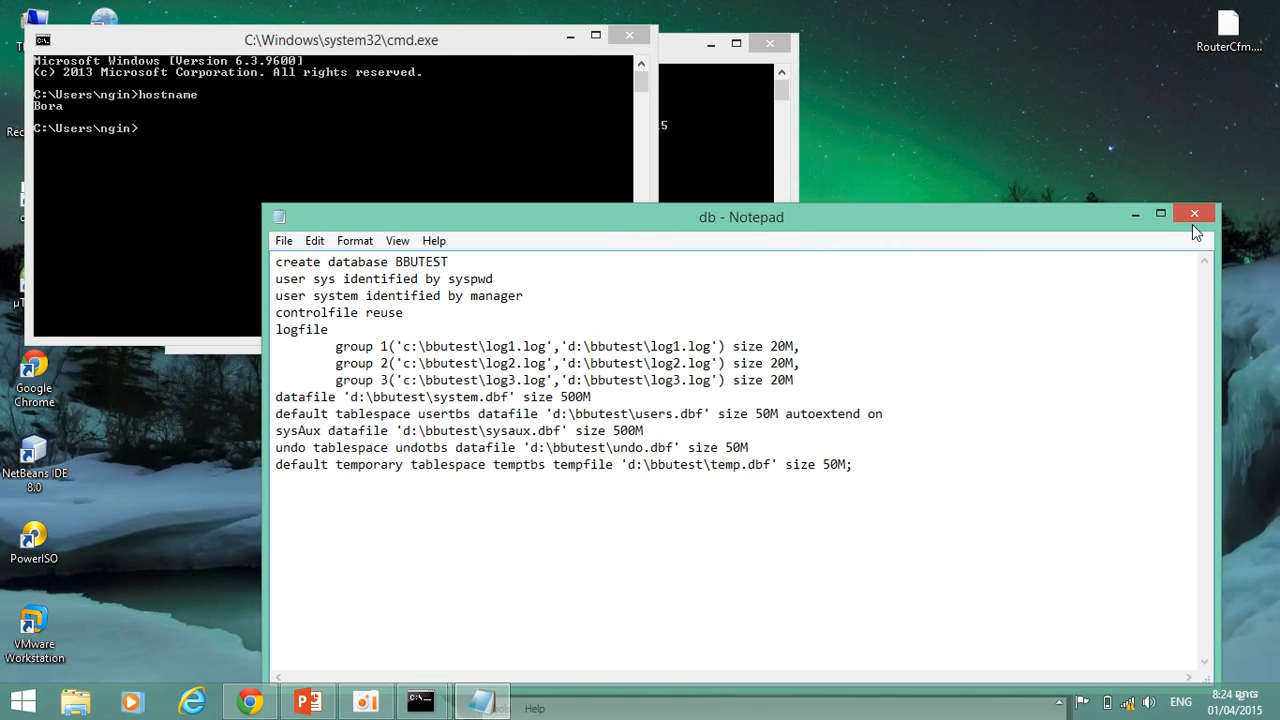 C:\Windows\system32\cmd.exe
Microsoft Windows [Version 6.3.9600]
(c) 2013 Microsoft Corporation. All rights reserved.
C:\Users\ngin>hostname
Bora
C:\Users\ngin>
RouterCfm....
db - Notepad
File Edit Format View Help
create database BBUTEST
user sys identified by syspwd
user system identified by manager
controlfile reuse
logfile
group 1('c:\bbutest\log1.log','d:\bbutest\log1.log') size 20M,
group 2('c:\bbutest\log2.log','d:\bbutest\log2.log') size 20M,
group 3('c:\bbutest\log3.log','d:\bbutest\log3.log') size 20M
datafile 'd:\bbutest\system.dbf' size 500M
default tablespace usertbs datafile 'd:\bbutest\users.dbf' size 50M autoextend on
sysAux datafile 'd:\bbutest\sysaux.dbf' size 500M
undo tablespace undotbs datafile 'd:\bbutest\undo.dbf' size 50M
default temporary tablespace temptbs tempfile 'd:\bbutest\temp.dbf' size 50M;
Google
Chrome
NetBeans IDE
8.0
PowerISO
VMware
Workstation
Help
ENG
8:24
01/04/2015